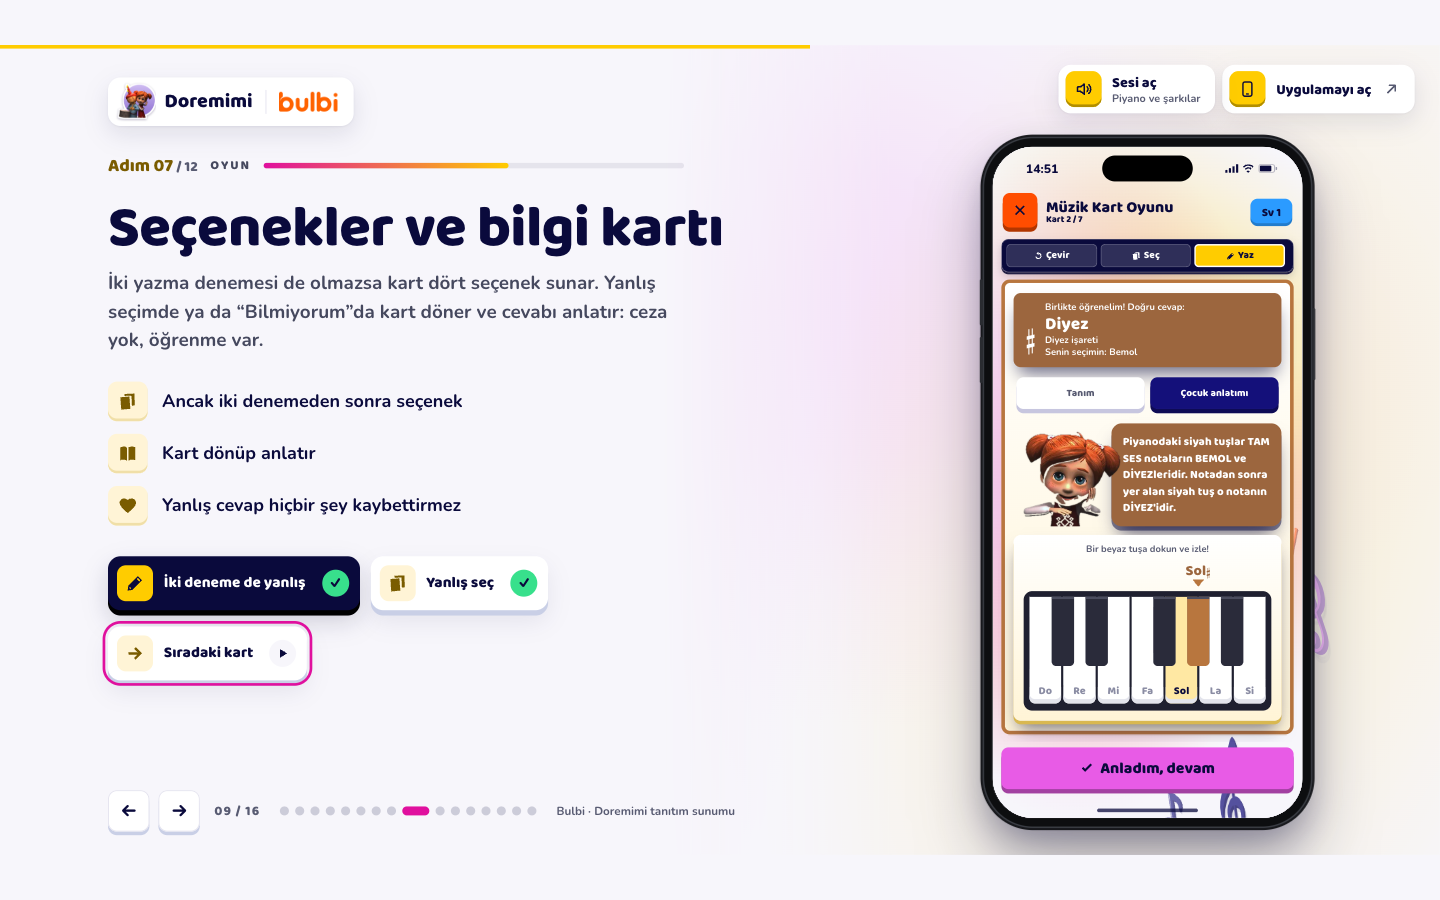 Doremimi
bulbi
Sesi aç
Piyano ve şarkılar
Uygulamayı aç
Adım 07 / 12 OYUN
Seçenekler ve bilgi kartı
İki yazma denemesi de olmazsa kart dört seçenek sunar. Yanlış
seçimde ya da “Bilmiyorum”da kart döner ve cevabı anlatır: ceza
yok, öğrenme var.
Ancak iki denemeden sonra seçenek
Kart dönüp anlatır
Yanlış cevap hiçbir şey kaybettirmez
İki deneme de yanlış
Yanlış seç
Sıradaki kart
09 / 16
Bulbi · Doremimi tanıtım sunumu
14:51
Müzik Kart Oyunu
Kart 2 / 7
Sv 1
Çevir
Seç
Yaz
Birlikte öğrenelim! Doğru cevap:
Diyez
Diyez işareti
Senin seçimin: Bemol
Tanım
Çocuk anlatımı
Piyanodaki siyah tuşlar TAM
SES notaların BEMOL ve
DİYEZleridir. Notadan sonra
yer alan siyah tuş o notanın
DİYEZ'idir.
Bir beyaz tuşa dokun ve izle!
Sol♯
Do Re Mi Fa Sol La Si
Anladım, devam